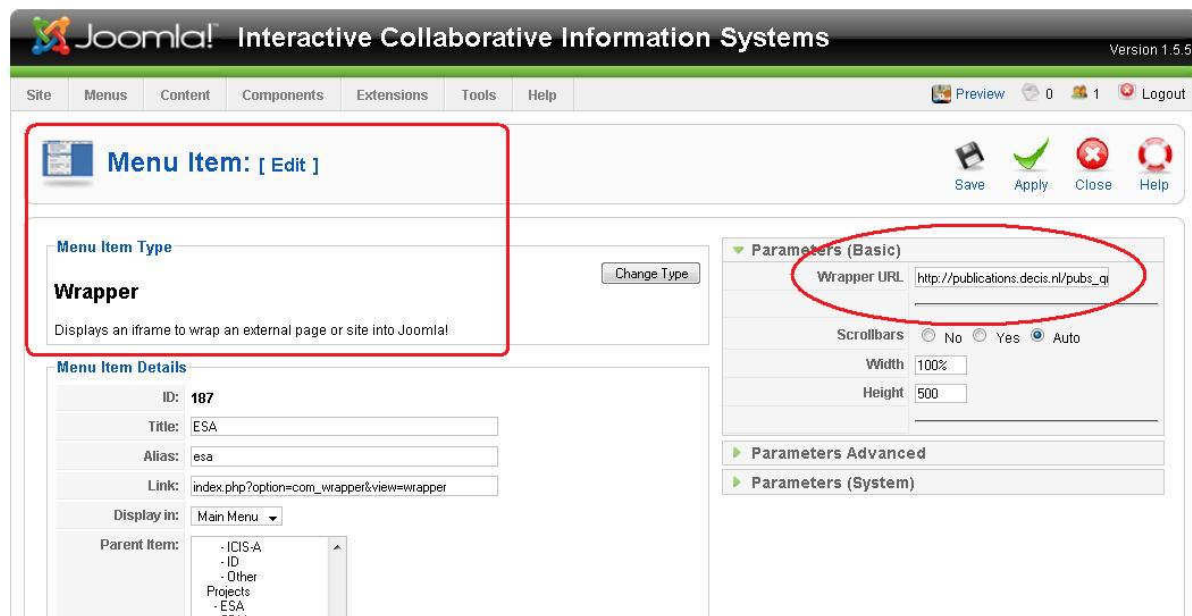 Joomla! Interactive Collaborative Information Systems
Version 1.5.5
Site Menus Content Components Extensions Tools Help Preview 0 1 Logout
Menu Item: [ Edit ]
Save Apply Close Help
Menu Item Type
Change Type
Wrapper
Displays an iframe to wrap an external page or site into Joomla!
Menu Item Details
ID: 187
Title: ESA
Alias: esa
Link: index.php?option=com_wrapper&view=wrapper
Display in: Main Menu
Parent Item: - ICIS-A
- ID
- Other
Projects
- ESA
Parameters (Basic)
Wrapper URL http://publications.decis.nl/pubs_q
Scrollbars No Yes Auto
Width 100%
Height 500
Parameters Advanced
Parameters (System)